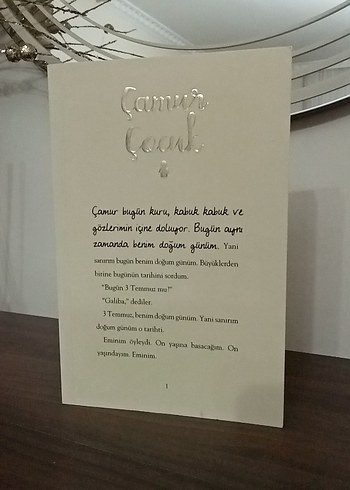 Çamur
Çocuk
Çamur bugün kuru, kabuk kabuk ve
gözlerimin içine doluyor. Bugün aynı
zamanda benim doğum günüm. Yani
sanırım bugün benim doğum günüm. Büyüklerden
birine bugünün tarihini sordum.
"Bugün 3 Temmuz mu?"
"Galiba," dediler.
3 Temmuz, benim doğum günüm. Yani sanırım
doğum günüm o tarihti.
Eminim öyleydi. On yaşına basacağım. On
yaşındayım. Eminim.
1